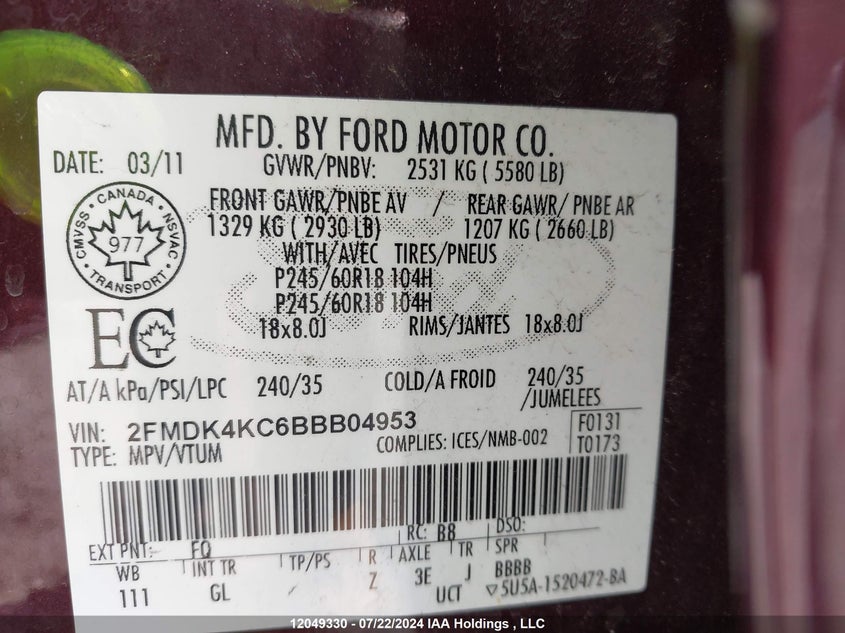 MFD. BY FORD MOTOR CO.
DATE: 03/11 GVWR/PNBV: 2531 KG ( 5580 LB)
FRONT GAWR/PNBE AV / REAR GAWR/ PNBE AR
1329 KG ( 2930 LB) 1207 KG ( 2660 LB)
WITH/AVEC TIRES/PNEUS
P245/60R18 104H
P245/60R18 104H
18x8.0J RIMS/JANTES 18x8.0J
CANADA
CMVSS • NSVAC
977
TRANSPORT
EC
AT/A kPa/PSI/LPC 240/35 COLD/A FROID 240/35
/JUMELEES
VIN: 2FMDK4KC6BBB04953 F0131
TYPE: MPV/VTUM COMPLIES: ICES/NMB-002 T0173
EXT PNT: FQ RC: B8 DSO:
WB INT TR TP/PS R AXLE TR SPR
111 GL Z 3E J BBBB
UCT ▽5U5A-1520472-BA
12049330 - 07/22/2024 IAA Holdings , LLC